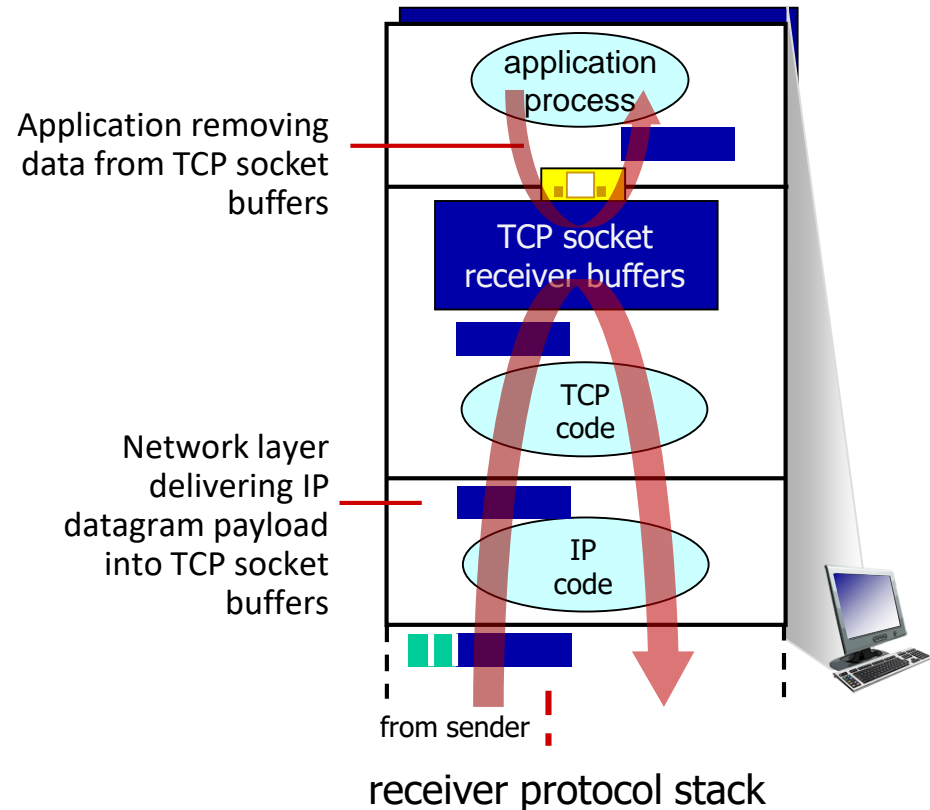 application
process
Application removing
data from TCP socket
buffers
TCP socket
receiver buffers
TCP
code
Network layer
delivering IP
datagram payload
into TCP socket
buffers
IP
code
from sender
receiver protocol stack